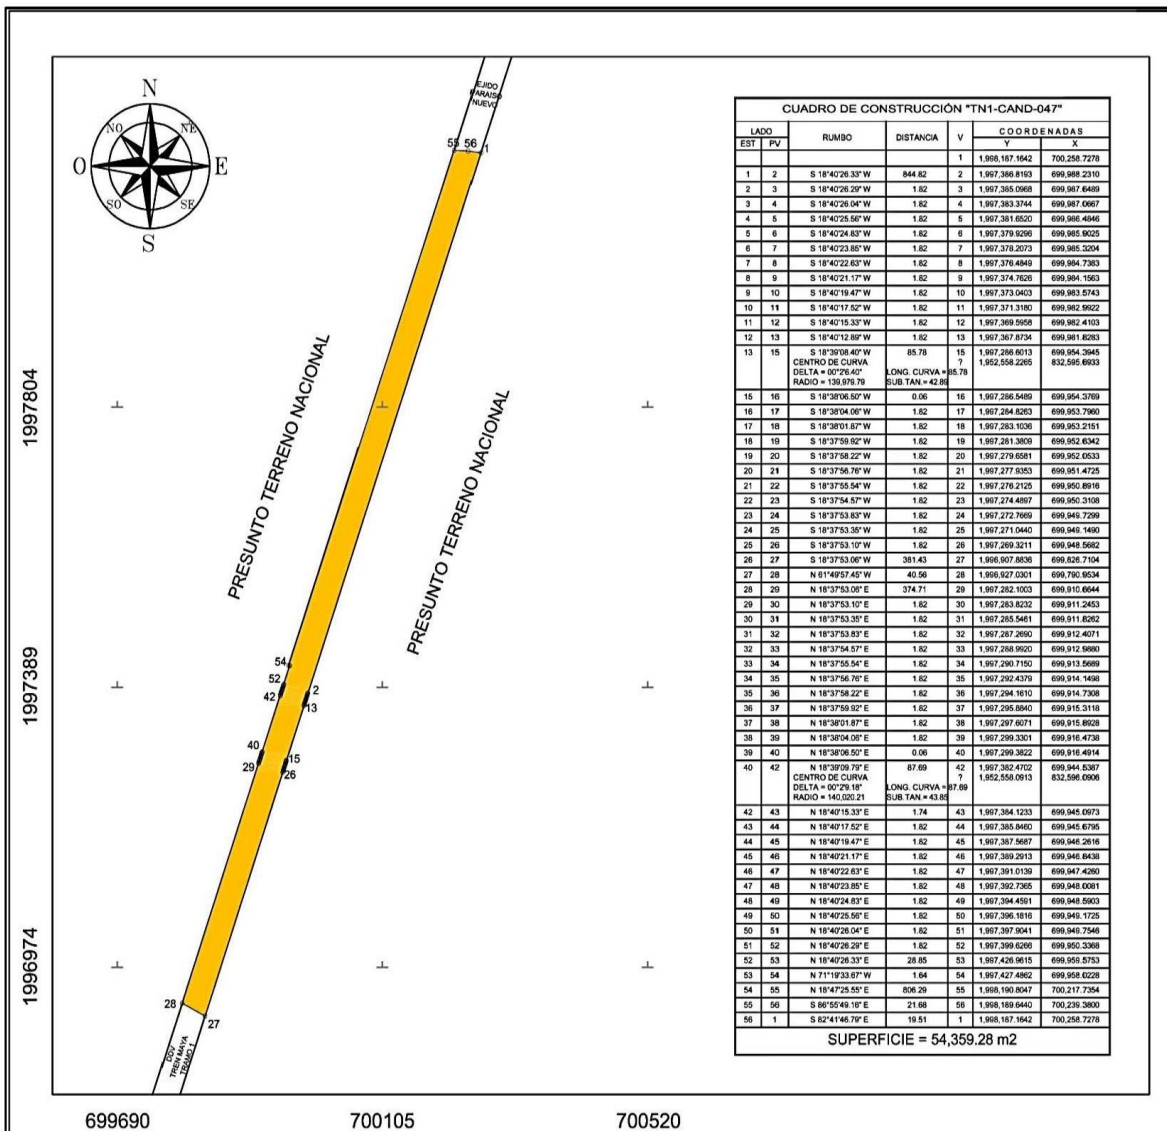 N
NO
NE
O
E
SO
SE
S
EJIDO
PARAISO
NUEVO
55 56 1
PRESUNTO TERRENO NACIONAL
PRESUNTO TERRENO NACIONAL
54
52
42
2
13
40
29
15
26
28
27
DDV
TREN MAYA
TRAMO 1
1997804
1997389
1996974
699690 700105 700520
CUADRO DE CONSTRUCCIÓN "TN1-CAND-047"
LADO RUMBO DISTANCIA V COORDENADAS
EST PV Y X
1 1,998,187.1642 700,258.7278
1 2 S 18°40'26.33" W 844.82 2 1,997,386.8193 699,988.2310
2 3 S 18°40'26.29" W 1.82 3 1,997,385.0968 699,987.6489
3 4 S 18°40'26.04" W 1.82 4 1,997,383.3744 699,987.0667
4 5 S 18°40'25.56" W 1.82 5 1,997,381.6520 699,986.4846
5 6 S 18°40'24.83" W 1.82 6 1,997,379.9296 699,985.9025
6 7 S 18°40'23.85" W 1.82 7 1,997,378.2073 699,985.3204
7 8 S 18°40'22.63" W 1.82 8 1,997,376.4849 699,984.7383
8 9 S 18°40'21.17" W 1.82 9 1,997,374.7626 699,984.1563
9 10 S 18°40'19.47" W 1.82 10 1,997,373.0403 699,983.5743
10 11 S 18°40'17.52" W 1.82 11 1,997,371.3180 699,982.9922
11 12 S 18°40'15.33" W 1.82 12 1,997,369.5958 699,982.4103
12 13 S 18°40'12.89" W 1.82 13 1,997,367.8734 699,981.8283
13 15 S 18°39'08.40" W 85.78 15 1,997,286.6013 699,954.3945
CENTRO DE CURVA ? 1,952,558.2265 832,595.6933
DELTA = 00°2'6.40" LONG. CURVA = 85.78
RADIO = 139,979.79 SUB.TAN.= 42.89
15 16 S 18°38'06.50" W 0.06 16 1,997,286.5489 699,954.3769
16 17 S 18°38'04.06" W 1.82 17 1,997,284.8263 699,953.7960
17 18 S 18°38'01.87" W 1.82 18 1,997,283.1036 699,953.2151
18 19 S 18°37'59.92" W 1.82 19 1,997,281.3809 699,952.6342
19 20 S 18°37'58.22" W 1.82 20 1,997,279.6581 699,952.0533
20 21 S 18°37'56.76" W 1.82 21 1,997,277.9353 699,951.4725
21 22 S 18°37'55.54" W 1.82 22 1,997,276.2125 699,950.8916
22 23 S 18°37'54.57" W 1.82 23 1,997,274.4897 699,950.3108
23 24 S 18°37'53.83" W 1.82 24 1,997,272.7669 699,949.7299
24 25 S 18°37'53.35" W 1.82 25 1,997,271.0440 699,949.1490
25 26 S 18°37'53.10" W 1.82 26 1,997,269.3211 699,948.5682
26 27 S 18°37'53.06" W 381.43 27 1,996,907.8836 699,826.7104
27 28 N 61°49'57.45" W 40.56 28 1,996,927.0301 699,790.9534
28 29 N 18°37'53.06" E 374.71 29 1,997,282.1003 699,910.6644
29 30 N 18°37'53.10" E 1.82 30 1,997,283.8232 699,911.2453
30 31 N 18°37'53.35" E 1.82 31 1,997,285.5461 699,911.8262
31 32 N 18°37'53.83" E 1.82 32 1,997,287.2690 699,912.4071
32 33 N 18°37'54.57" E 1.82 33 1,997,288.9920 699,912.9880
33 34 N 18°37'55.54" E 1.82 34 1,997,290.7150 699,913.5689
34 35 N 18°37'56.76" E 1.82 35 1,997,292.4379 699,914.1498
35 36 N 18°37'58.22" E 1.82 36 1,997,294.1610 699,914.7308
36 37 N 18°37'59.92" E 1.82 37 1,997,295.8840 699,915.3118
37 38 N 18°38'01.87" E 1.82 38 1,997,297.6071 699,915.8928
38 39 N 18°38'04.06" E 1.82 39 1,997,299.3301 699,916.4738
39 40 N 18°38'06.50" E 0.06 40 1,997,299.3822 699,916.4914
40 42 N 18°39'09.79" E 87.69 42 1,997,382.4702 699,944.5387
CENTRO DE CURVA ? 1,952,558.0913 832,596.0906
DELTA = 00°2'9.18" LONG. CURVA = 87.69
RADIO = 140,020.21 SUB.TAN.= 43.85
42 43 N 18°40'15.33" E 1.74 43 1,997,384.1233 699,945.0973
43 44 N 18°40'17.52" E 1.82 44 1,997,385.8460 699,945.6795
44 45 N 18°40'19.47" E 1.82 45 1,997,387.5687 699,946.2616
45 46 N 18°40'21.17" E 1.82 46 1,997,389.2913 699,946.8438
46 47 N 18°40'22.63" E 1.82 47 1,997,391.0139 699,947.4260
47 48 N 18°40'23.85" E 1.82 48 1,997,392.7365 699,948.0081
48 49 N 18°40'24.83" E 1.82 49 1,997,394.4591 699,948.5903
49 50 N 18°40'25.56" E 1.82 50 1,997,396.1816 699,949.1725
50 51 N 18°40'26.04" E 1.82 51 1,997,397.9041 699,949.7546
51 52 N 18°40'26.29" E 1.82 52 1,997,399.6266 699,950.3368
52 53 N 18°40'26.33" E 28.85 53 1,997,426.9615 699,959.5753
53 54 N 71°19'33.67" W 1.64 54 1,997,427.4862 699,958.0228
54 55 N 18°47'25.55" E 806.29 55 1,998,190.8047 700,217.7354
55 56 S 86°55'49.16" E 21.68 56 1,998,189.6440 700,239.3800
56 1 S 82°41'46.79" E 19.51 1 1,998,187.1642 700,258.7278
SUPERFICIE = 54,359.28 m2